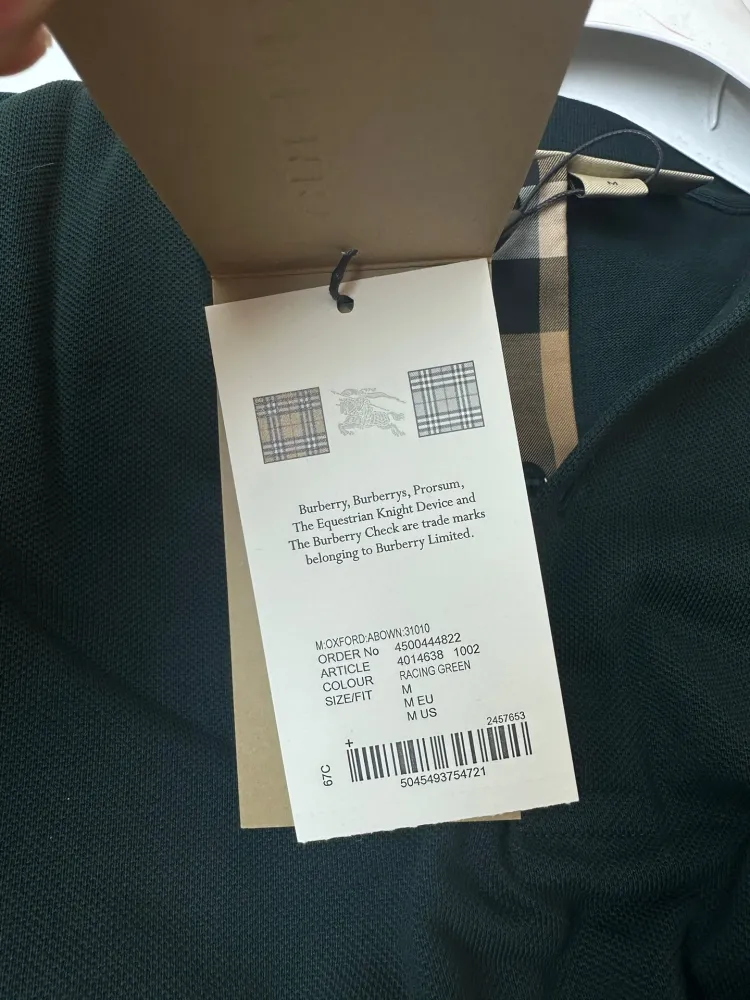 M
Burberry, Burberrys, Prorsum,
The Equestrian Knight Device and
The Burberry Check are trade marks
belonging to Burberry Limited.
M:OXFORD:ABOWN:31010
ORDER No 4500444822
ARTICLE 4014638 1002
COLOUR RACING GREEN
SIZE/FIT M
M EU
M US
2457653
+
67C
5045493754721